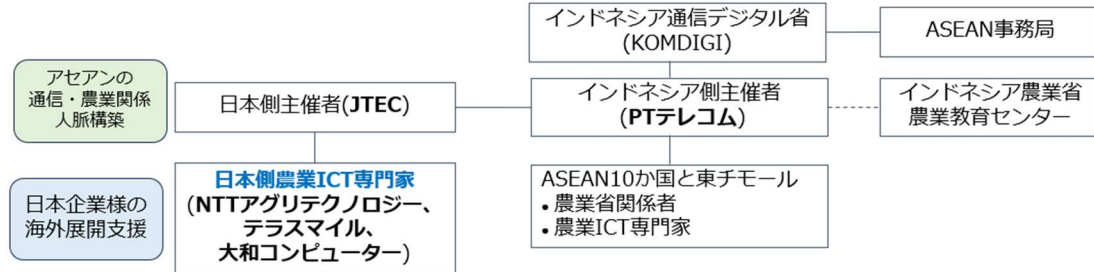 インドネシア通信デジタル省
(KOMDIGI)
ASEAN事務局
アセアンの
通信・農業関係
人脈構築
日本側主催者(JTEC)
インドネシア側主催者
(PTテレコム)
インドネシア農業省
農業教育センター
日本企業様の
海外展開支援
日本側農業ICT専門家
(NTTアグリテクノロジー、
テラスマイル、
大和コンピューター)
ASEAN10か国と東チモール
• 農業省関係者
• 農業ICT専門家